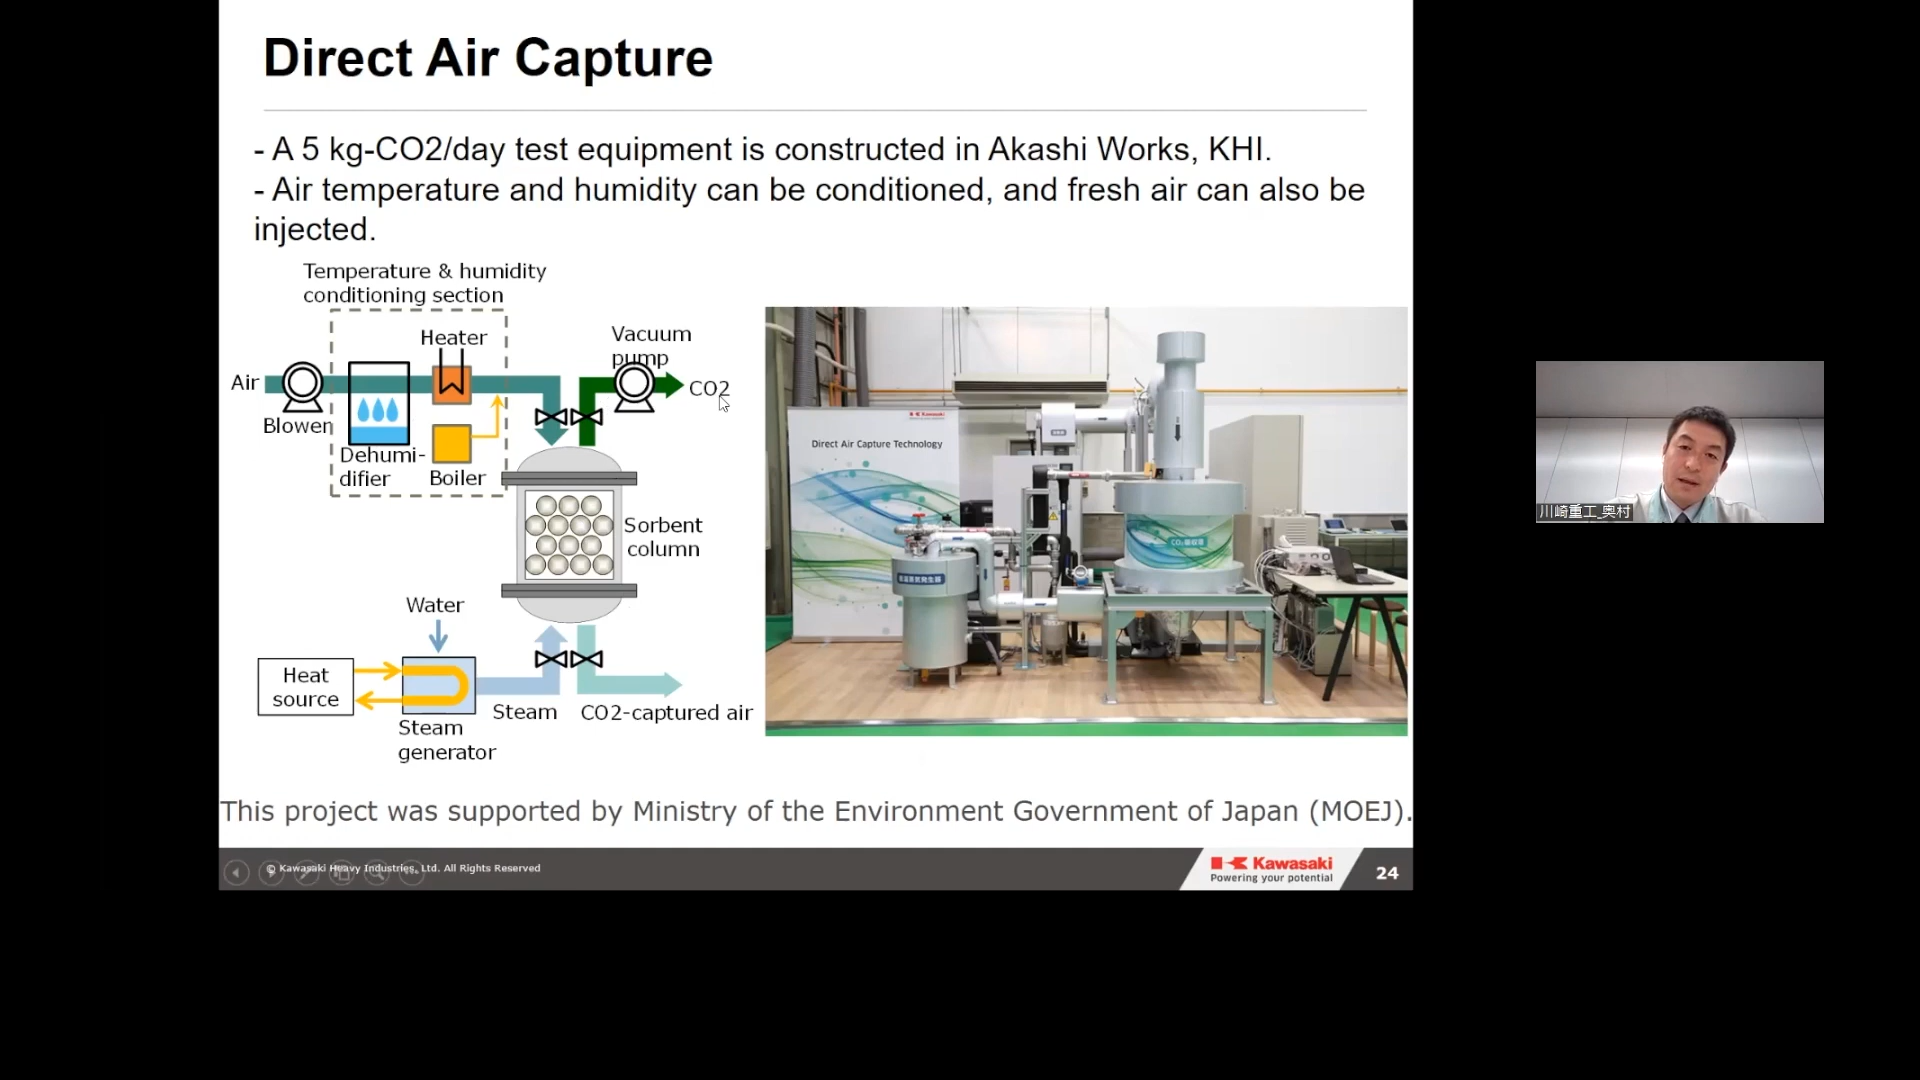 Direct Air Capture
- A 5 kg-CO2/day test equipment is constructed in Akashi Works, KHI.
- Air temperature and humidity can be conditioned, and fresh air can also be
injected.
Temperature & humidity
conditioning section
Heater
Vacuum
pump
Air
CO2
Blower
Dehumi-
difier
Boiler
Sorbent
column
Water
Heat
source
Steam
CO2-captured air
Steam
generator
Kawasaki
Direct Air Capture Technology
This project was supported by Ministry of the Environment Government of Japan (MOEJ).
© Kawasaki Heavy Industries, Ltd. All Rights Reserved
Kawasaki
Powering your potential
24
川崎重工_奥村